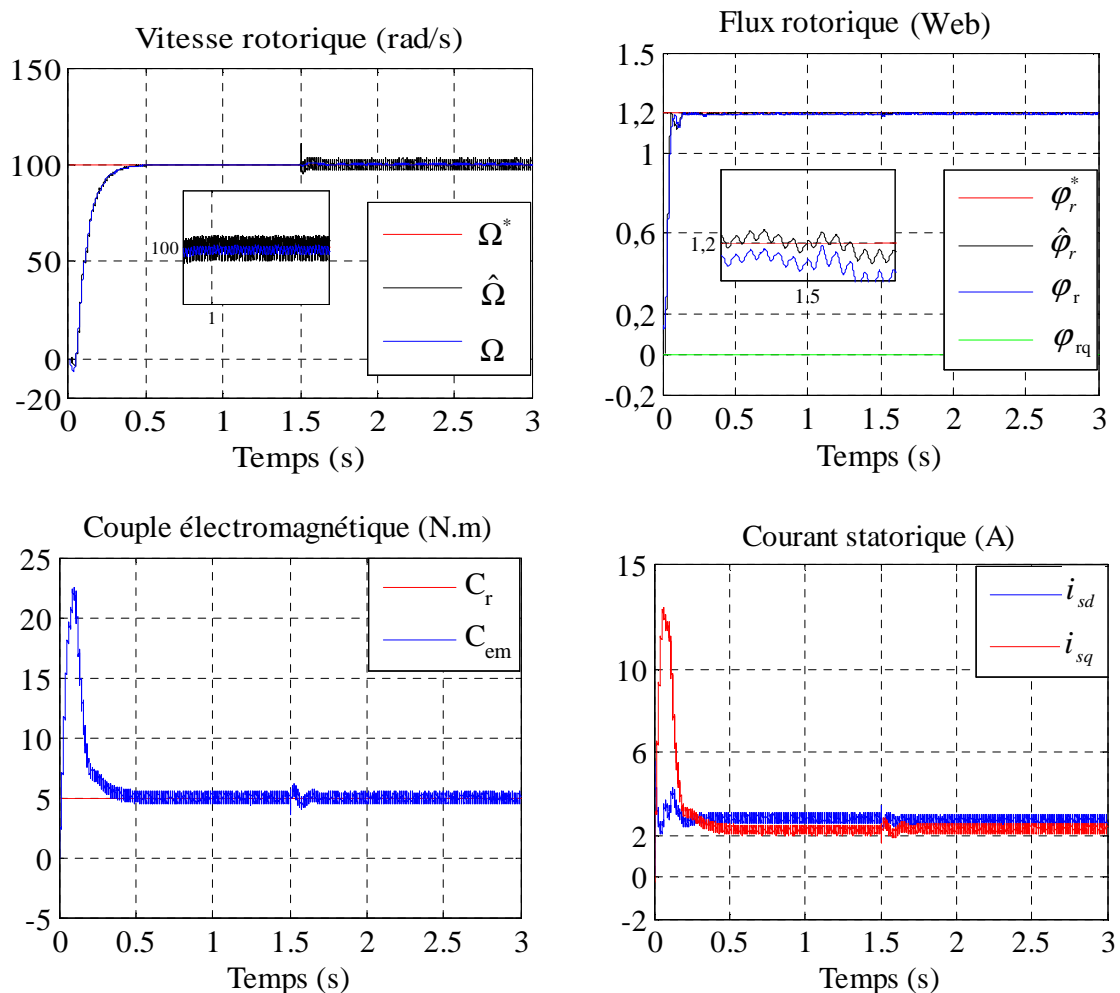 Vitesse rotorique (rad/s)
150
100
50
0
-20
0 0.5 1 1.5 2 2.5 3
Temps (s)
100
1
Ω*
Ω̂
Ω
Flux rotorique (Web)
1.5
1,2
1
0,6
0,2
0
-0,2
0 0.5 1 1.5 2 2.5 3
Temps (s)
1,2
1.5
φ*r
φ̂r
φr
φrq
Couple électromagnétique (N.m)
25
20
15
10
5
0
-5
0 0.5 1 1.5 2 2.5 3
Temps (s)
Cr
Cem
Courant statorique (A)
15
10
6
2
0
-2
0 0.5 1 1.5 2 2.5 3
Temps (s)
isd
isq